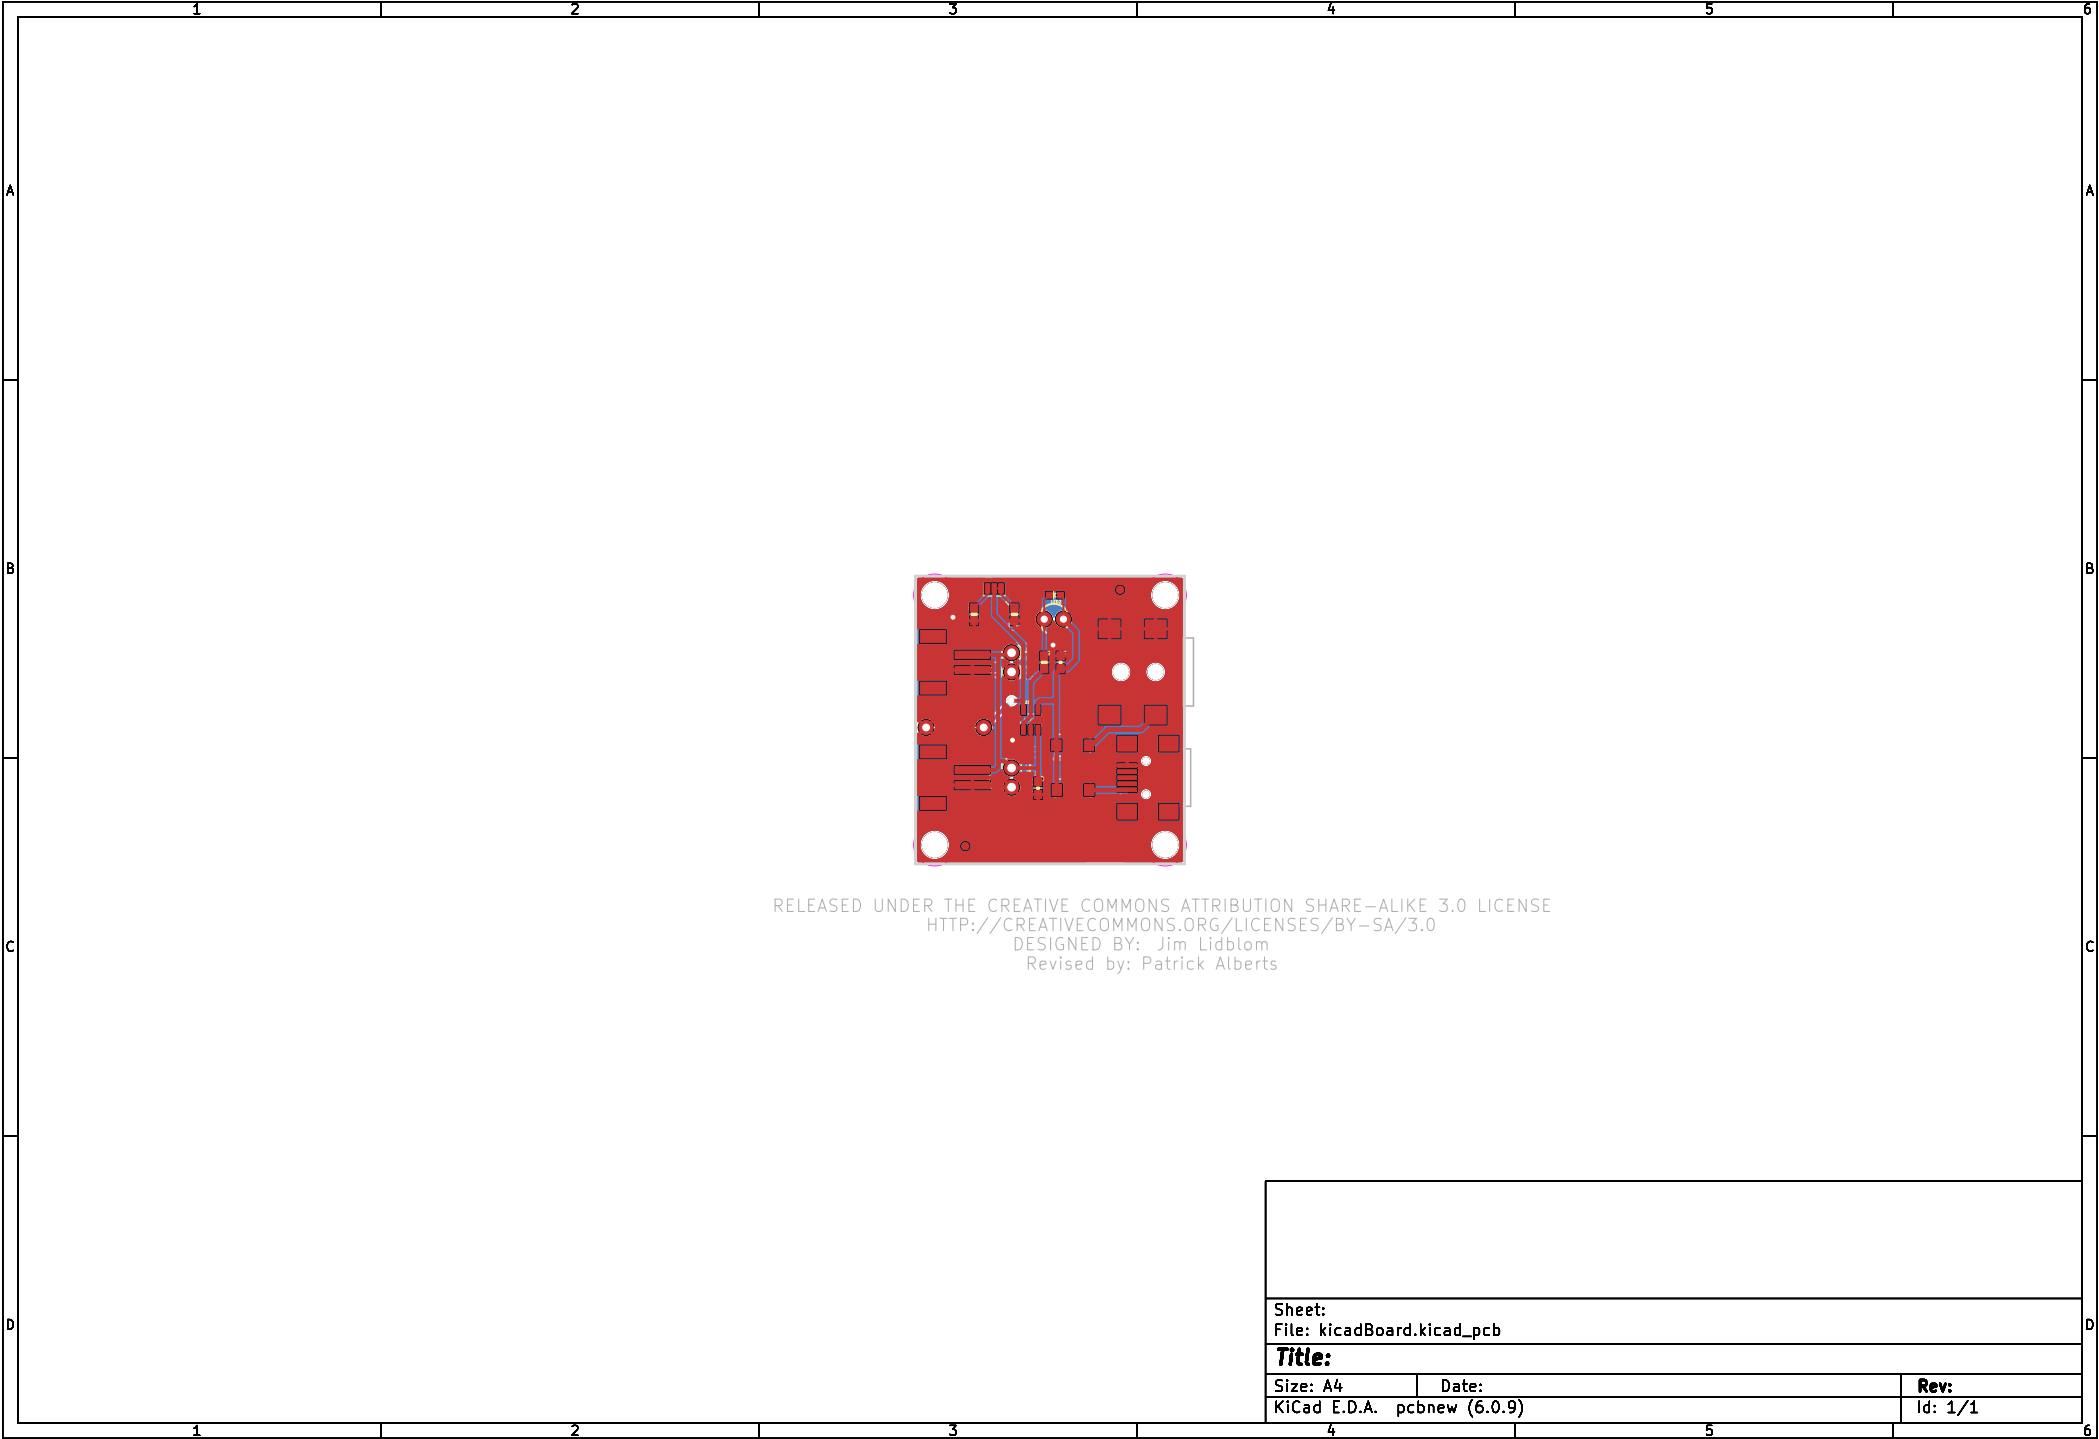 1 2 3 4 5 6
A A
B B
RELEASED UNDER THE CREATIVE COMMONS ATTRIBUTION SHARE-ALIKE 3.0 LICENSE
HTTP://CREATIVECOMMONS.ORG/LICENSES/BY-SA/3.0
C C
DESIGNED BY: Jim Lidblom
Revised by: Patrick Alberts
Sheet:
File: kicadBoard.kicad_pcb
D D
Title:
Size: A4 Date: Rev:
KiCad E.D.A. pcbnew (6.0.9) Id: 1/1
1 2 3 4 5 6